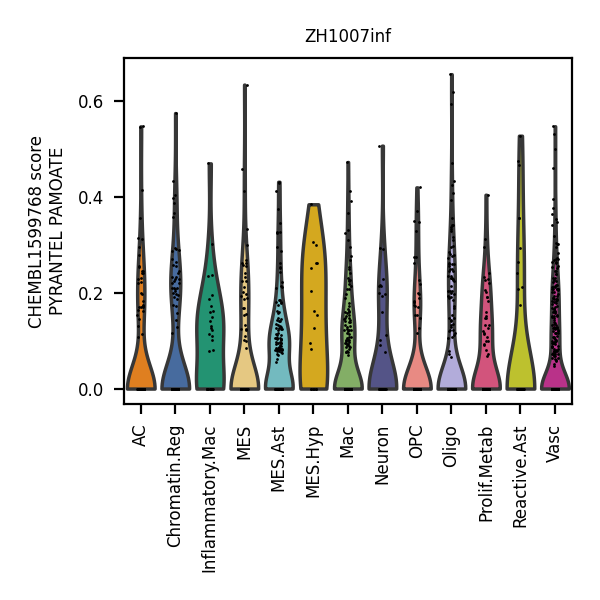 ZH1007inf
CHEMBL1599768 score
PYRANTEL PAMOATE
0.6
0.4
0.2
0.0
AC
Chromatin.Reg
Inflammatory.Mac
MES
MES.Ast
MES.Hyp
Mac
Neuron
OPC
Oligo
Prolif.Metab
Reactive.Ast
Vasc